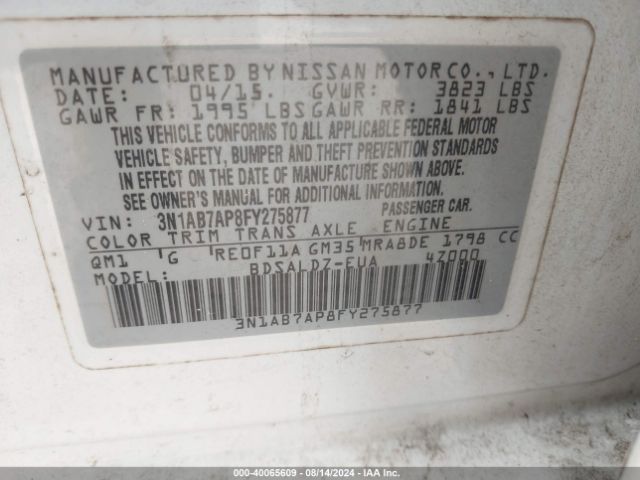 MANUFACTURED BY NISSAN MOTOR CO., LTD.
DATE: 04/15. GVWR: 3823 LBS
GAWR FR: 1995 LBS GAWR RR: 1841 LBS
THIS VEHICLE CONFORMS TO ALL APPLICABLE FEDERAL MOTOR
VEHICLE SAFETY, BUMPER AND THEFT PREVENTION STANDARDS
IN EFFECT ON THE DATE OF MANUFACTURE SHOWN ABOVE.
SEE OWNER'S MANUAL FOR ADDITIONAL INFORMATION.
VIN: 3N1AB7AP8FY275877 PASSENGER CAR.
COLOR TRIM TRANS AXLE ENGINE
QM1 G RE0F11A GM35 MRA8DE 1798 CC
MODEL: BDSALDZ-EUA 4Z000
3N1AB7AP8FY275877
000-40065609 - 08/14/2024 - IAA Inc.